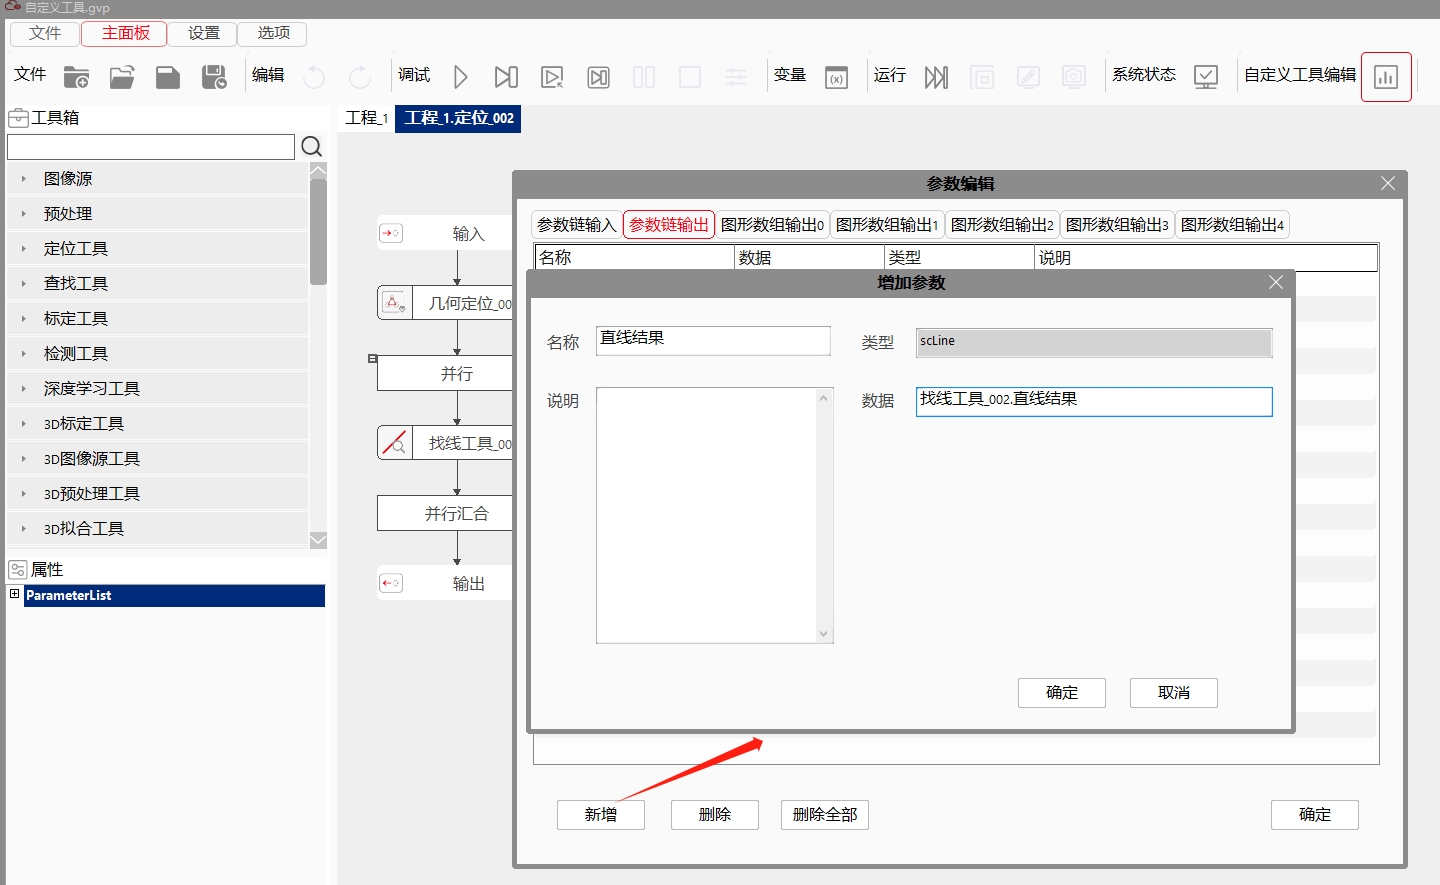 自定义工具.gvp
文件 主面板 设置 选项
文件 编辑 调试 变量 (x) 运行 系统状态 自定义工具编辑
工具箱
图像源
预处理
定位工具
查找工具
标定工具
检测工具
深度学习工具
3D标定工具
3D图像源工具
3D预处理工具
3D拟合工具
属性
ParameterList
工程_1 工程_1.定位_002
输入
几何定位_00
并行
找线工具_00
并行汇合
输出
参数编辑
参数链输入 参数链输出 图形数组输出0 图形数组输出1 图形数组输出2 图形数组输出3 图形数组输出4
名称 数据 类型 说明
增加参数
名称 直线结果 类型 scLine
说明 数据 找线工具_002.直线结果
确定 取消
新增 删除 删除全部 确定